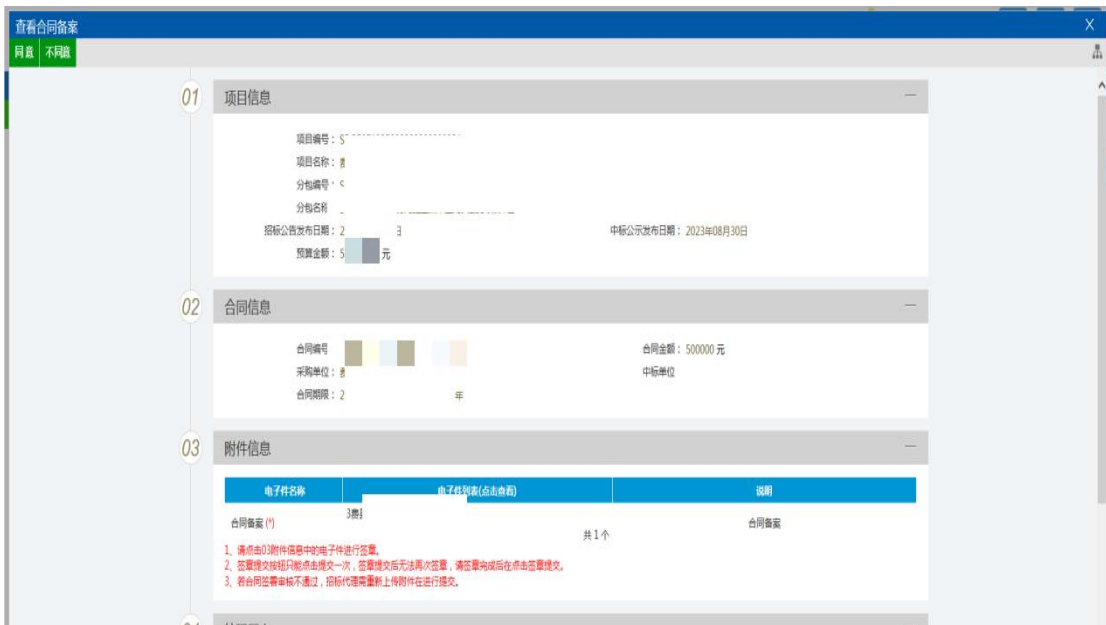 查看合同备案
X
同意 不同意
01 项目信息 —
项目编号：S
项目名称：
分包编号 S
分包名称
招标公告发布日期：2 日 中标公示发布日期：2023年08月30日
预算金额：5 元
02 合同信息 —
合同编号 合同金额：500000 元
采购单位： 中标单位
合同期限：2 年
03 附件信息 —
电子件名称 电子件列表(点击查看) 说明
合同备案 (*) 3费县 合同备案
共 1 个
1、请点击03附件信息中的电子件进行签章。
2、签章提交按钮只能点击提交一次，签章提交后无法再次签章，请签章完成后在点击签章提交。
3、若合同签署审核不通过，招标代理需重新上传附件在进行提交。